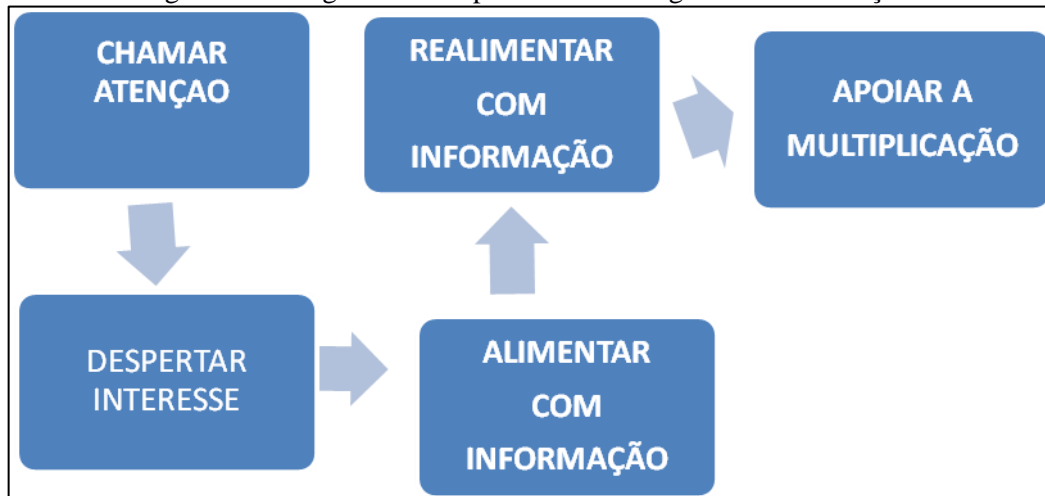 CHAMAR
ATENÇAO
DESPERTAR
INTERESSE
ALIMENTAR
COM
INFORMAÇÃO
REALIMENTAR
COM
INFORMAÇÃO
APOIAR A
MULTIPLICAÇÃO